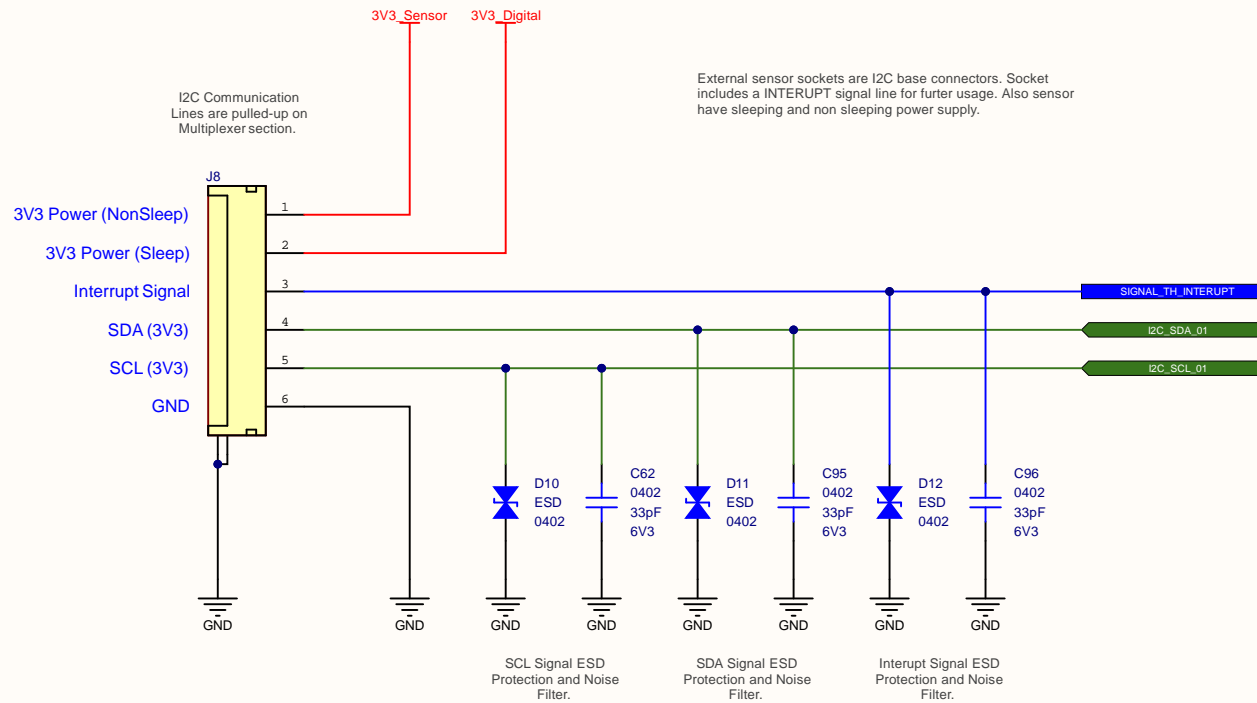 3V3_Sensor
3V3_Digital
I2C Communication
Lines are pulled-up on
Multiplexer section.
External sensor sockets are I2C base connectors. Socket
includes a INTERUPT signal line for furter usage. Also sensor
have sleeping and non sleeping power supply.
J8
3V3 Power (NonSleep)
1
3V3 Power (Sleep)
2
Interrupt Signal
3
SIGNAL_TH_INTERUPT
SDA (3V3)
4
I2C_SDA_01
SCL (3V3)
5
I2C_SCL_01
GND
6
D10
ESD
0402
C62
0402
33pF
6V3
D11
ESD
0402
C95
0402
33pF
6V3
D12
ESD
0402
C96
0402
33pF
6V3
GND
GND
GND
GND
GND
GND
GND
GND
SCL Signal ESD
Protection and Noise
Filter.
SDA Signal ESD
Protection and Noise
Filter.
Interupt Signal ESD
Protection and Noise
Filter.